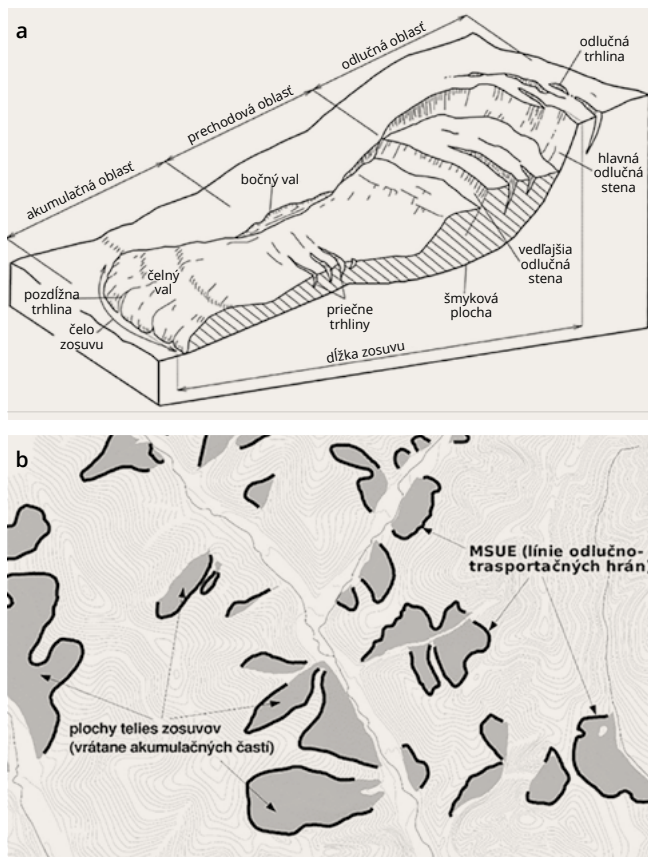 a
odlučná oblasť
odlučná
trhlina
prechodová oblasť
akumulačná oblasť
bočný val
hlavná
odlučná
stena
čelný
val
pozdĺžna
trhlina
čelo
zosuvu
priečne
trhliny
šmyková
plocha
vedľajšia
odlučná
stena
dĺžka zosuvu
b
MSUE (línie odlučno-
trasportačných hrán)
plochy telies zosuvov
(vrátane akumulačných častí)